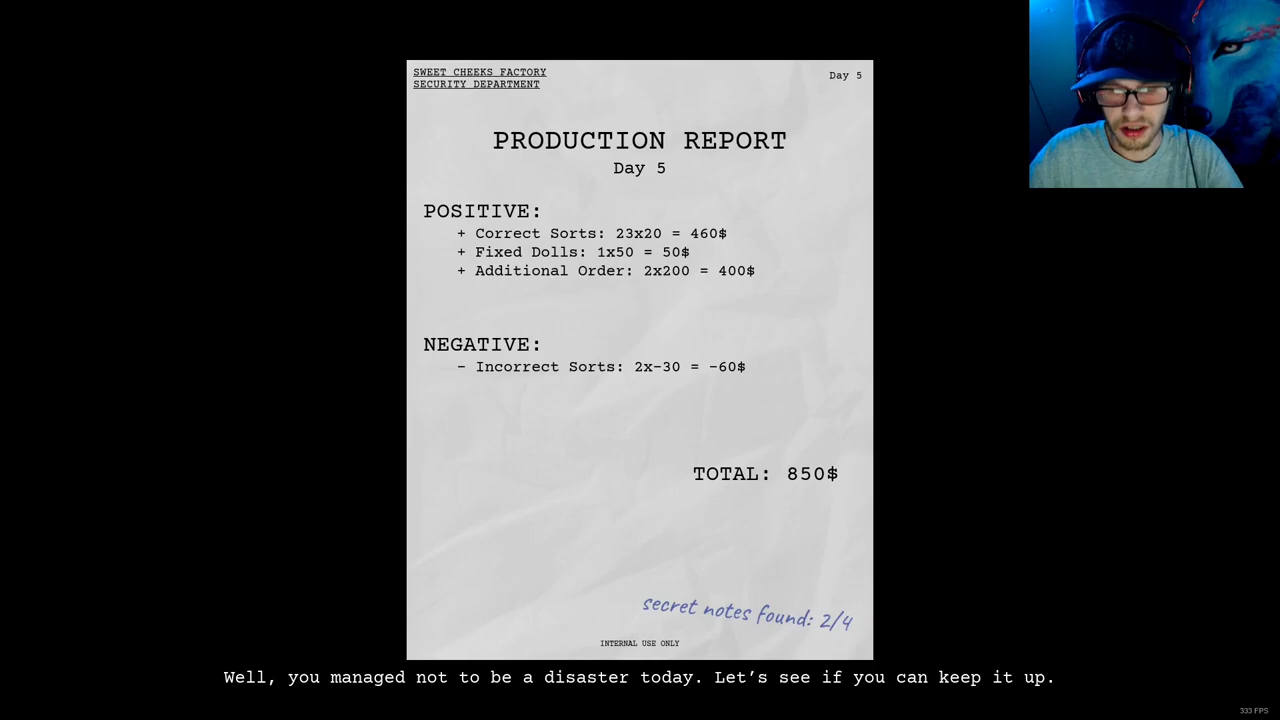 SWEET CHEEKS FACTORY
SECURITY DEPARTMENT
Day 5
PRODUCTION REPORT
Day 5
POSITIVE:
+ Correct Sorts: 23x20 = 460$
+ Fixed Dolls: 1x50 = 50$
+ Additional Order: 2x200 = 400$
NEGATIVE:
- Incorrect Sorts: 2x-30 = -60$
TOTAL: 850$
secret notes found: 2/4
INTERNAL USE ONLY
Well, you managed not to be a disaster today. Let's see if you can keep it up.
333 FPS